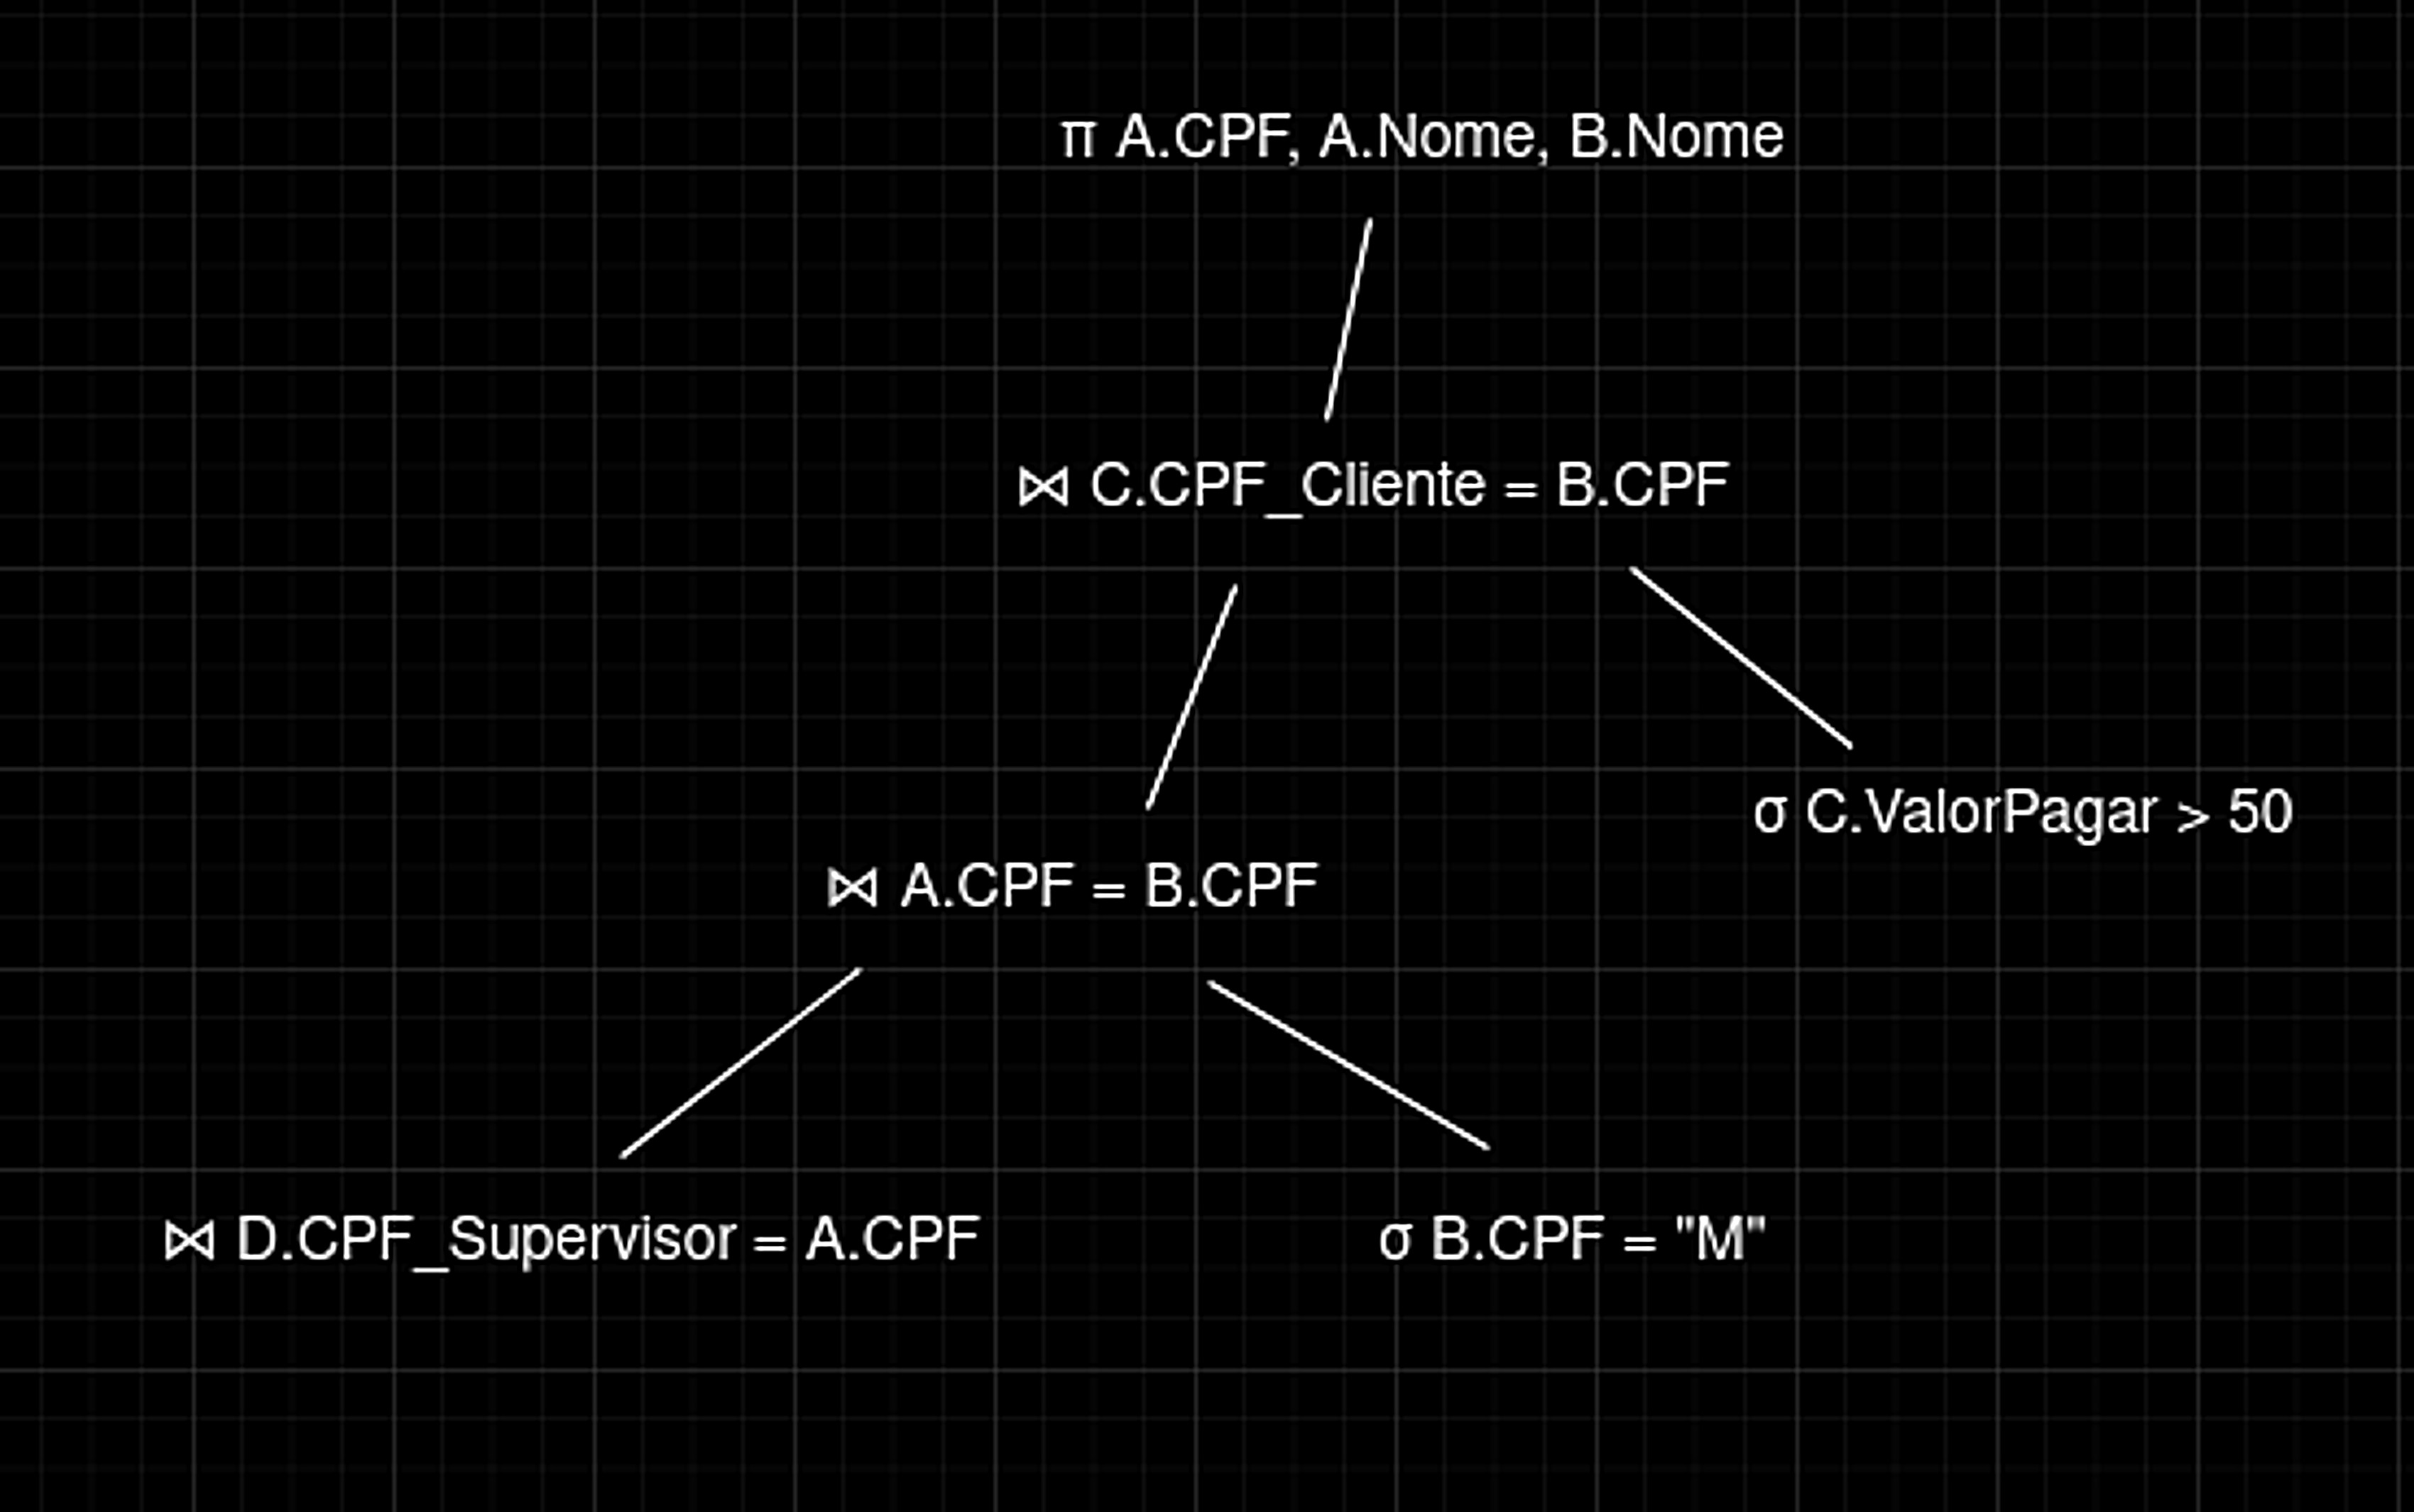 π A.CPF, A.Nome, B.Nome
⋈ C.CPF_Cliente = B.CPF
σ C.ValorPagar > 50
⋈ A.CPF = B.CPF
⋈ D.CPF_Supervisor = A.CPF
σ B.CPF = "M"